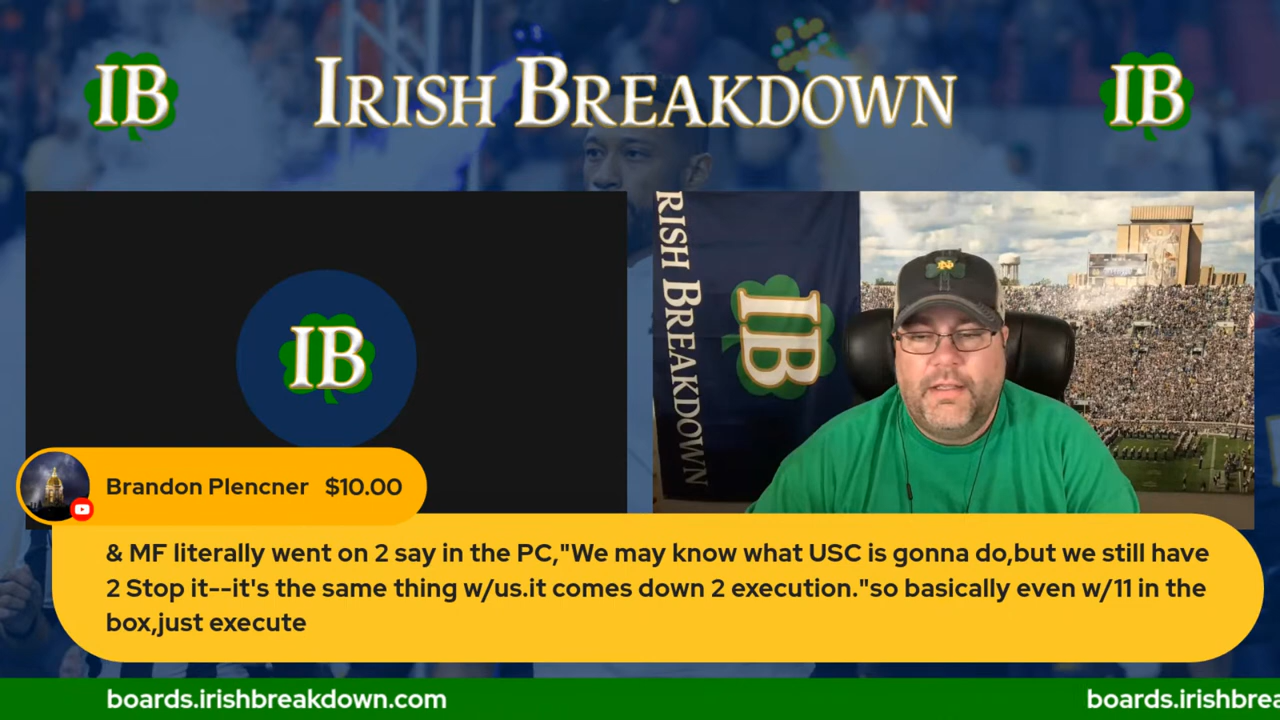 IB
IRISH BREAKDOWN
IB
RISH BREAKDOWN
IB
IB
Brandon Plencner $10.00
& MF literally went on 2 say in the PC,"We may know what USC is gonna do,but we still have
2 Stop it--it's the same thing w/us.it comes down 2 execution."so basically even w/11 in the
box,just execute
boards.irishbreakdown.com
boards.irishbrea